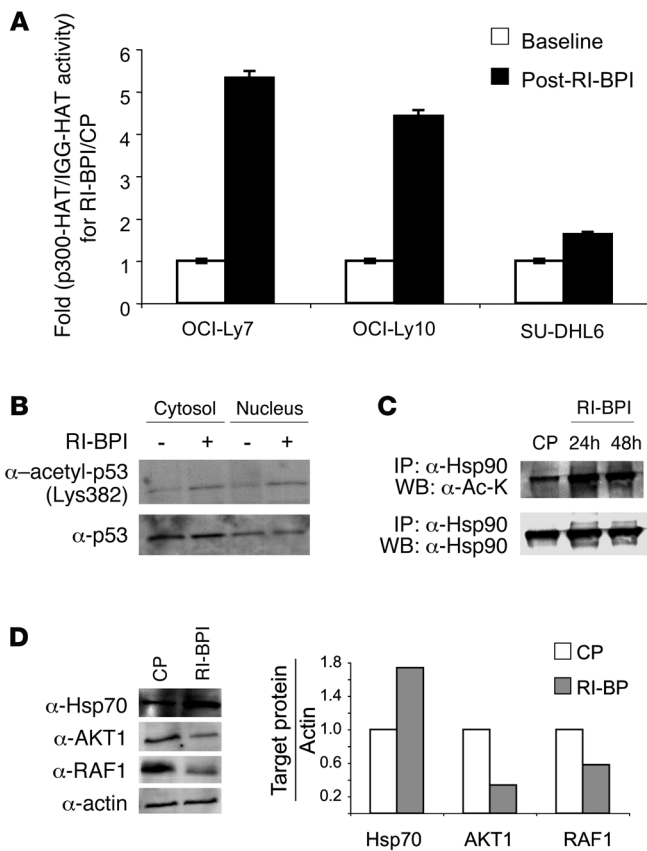 A
Fold (p300-HAT/IGG-HAT activity)
for RI-BPI/CP
6
5
4
3
2
1
0
Baseline
Post-RI-BPI
OCI-Ly7 OCI-Ly10 SU-DHL6
B
Cytosol Nucleus
RI-BPI - + - +
α–acetyl-p53
(Lys382)
α-p53
C
RI-BPI
CP 24h 48h
IP: α-Hsp90
WB: α-Ac-K
IP: α-Hsp90
WB: α-Hsp90
D
CP RI-BPI
α-Hsp70
α-AKT1
α-RAF1
α-actin
Target protein
Actin
1.8
1.4
1.0
0.6
0.2
CP
RI-BP
Hsp70 AKT1 RAF1